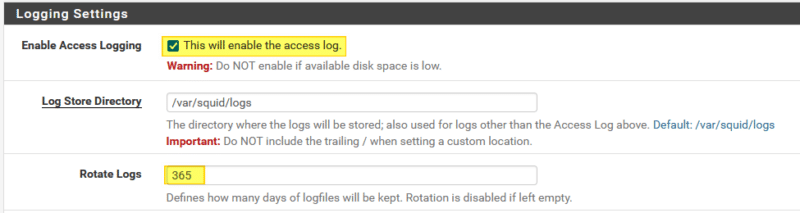 Logging Settings
Enable Access Logging
This will enable the access log.
Warning: Do NOT enable if available disk space is low.
Log Store Directory
/var/squid/logs
The directory where the logs will be stored; also used for logs other than the Access Log above. Default: /var/squid/logs
Important: Do NOT include the trailing / when setting a custom location.
Rotate Logs
365
Defines how many days of logfiles will be kept. Rotation is disabled if left empty.